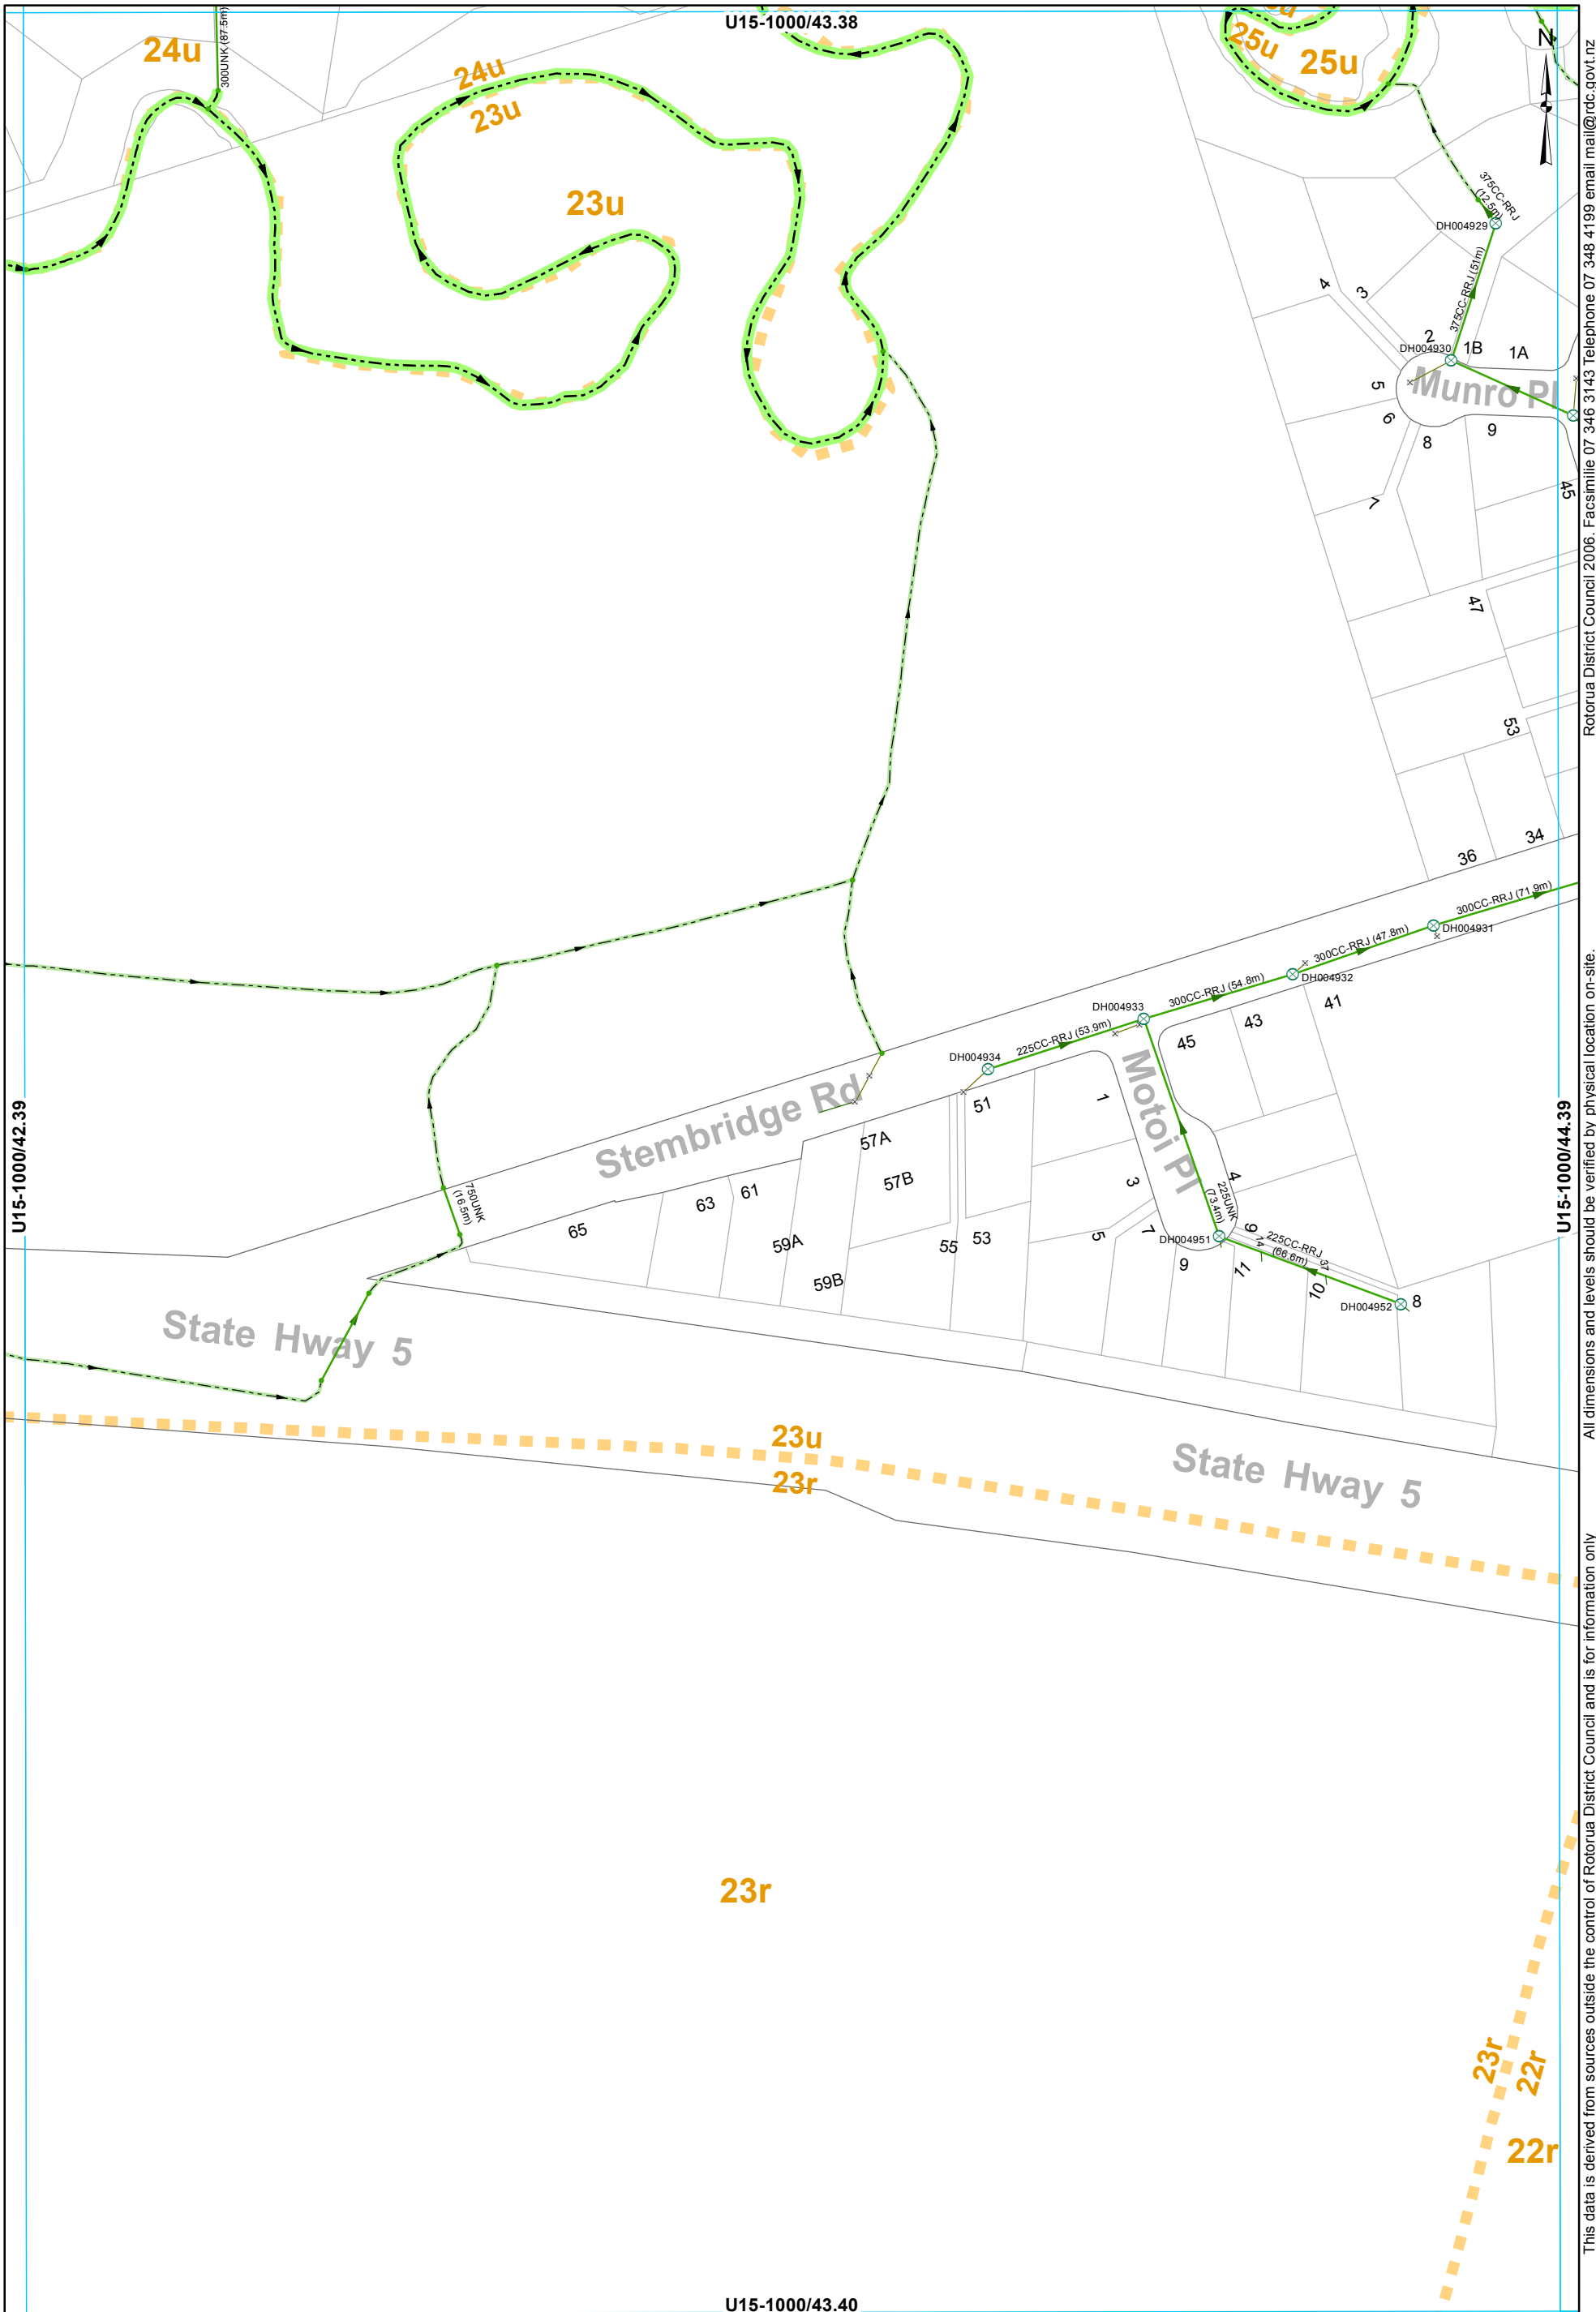 U15-1000/43.38
24u
300UNK (87.5m)
24u
23u
23u
25u
25u
N
375CC-RRJ
(12.5m)
DH004929
375CC-RRJ (51m)
4
3
2
DH004930
1B
1A
Munro Pl
5
6
8
9
7
45
47
53
34
36
300CC-RRJ (71.9m)
DH004931
300CC-RRJ (47.8m)
DH004932
300CC-RRJ (54.8m)
DH004933
225CC-RRJ (53.9m)
DH004934
41
43
45
Motoi Pl
1
51
Stembridge Rd
57A
57B
3
4
225UNK
(73.4m)
U15-1000/42.39
U15-1000/44.39
750UNK
(16.5m)
65
63
61
59A
59B
55
53
5
7
DH004951
9
6
14
225CC-RRJ
(66.6m)
37
11
10
DH004952
8
State Hway 5
23u
23r
State Hway 5
23r
23r
22r
22r
U15-1000/43.40
Rotorua District Council 2006. Facsimilie 07 346 3143 Telephone 07 348 4199 email mail@rdc.govt.nz
All dimensions and levels should be verified by physical location on-site.
This data is derived from sources outside the control of Rotorua District Council and is for information only